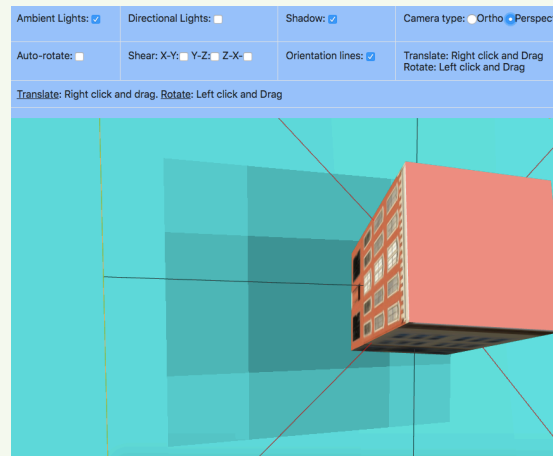 Ambient Lights: Directional Lights: Shadow: Camera type: Ortho Perspect
Auto-rotate: Shear: X-Y: Y-Z: Z-X- Orientation lines: Translate: Right click and Drag
Rotate: Left click and Drag
Translate: Right click and drag. Rotate: Left click and Drag